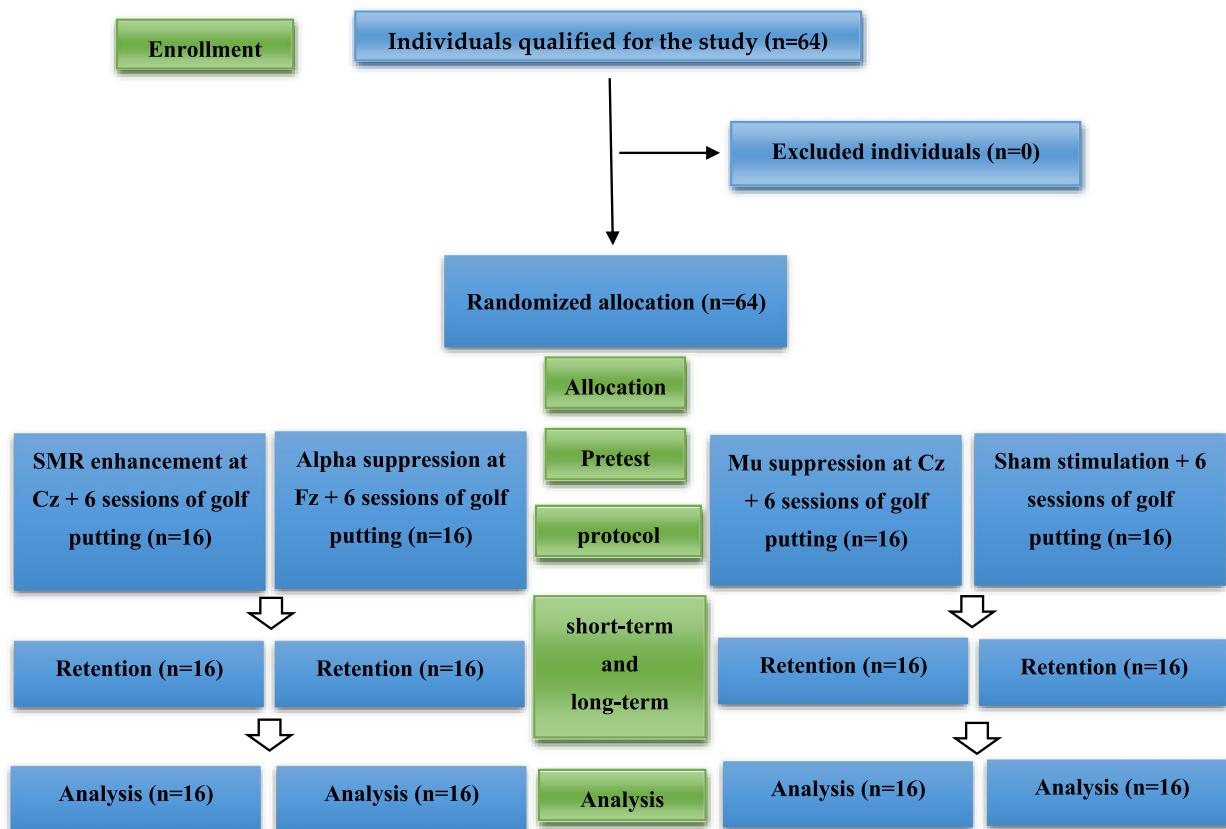 Enrollment
Individuals qualified for the study (n=64)
Excluded individuals (n=0)
Randomized allocation (n=64)
Allocation
SMR enhancement at
Cz + 6 sessions of golf
putting (n=16)
Alpha suppression at
Fz + 6 sessions of golf
putting (n=16)
Pretest
protocol
Mu suppression at Cz
+ 6 sessions of golf
putting (n=16)
Sham stimulation + 6
sessions of golf
putting (n=16)
Retention (n=16)
Retention (n=16)
short-term
and
long-term
Retention (n=16)
Retention (n=16)
Analysis (n=16)
Analysis (n=16)
Analysis
Analysis (n=16)
Analysis (n=16)